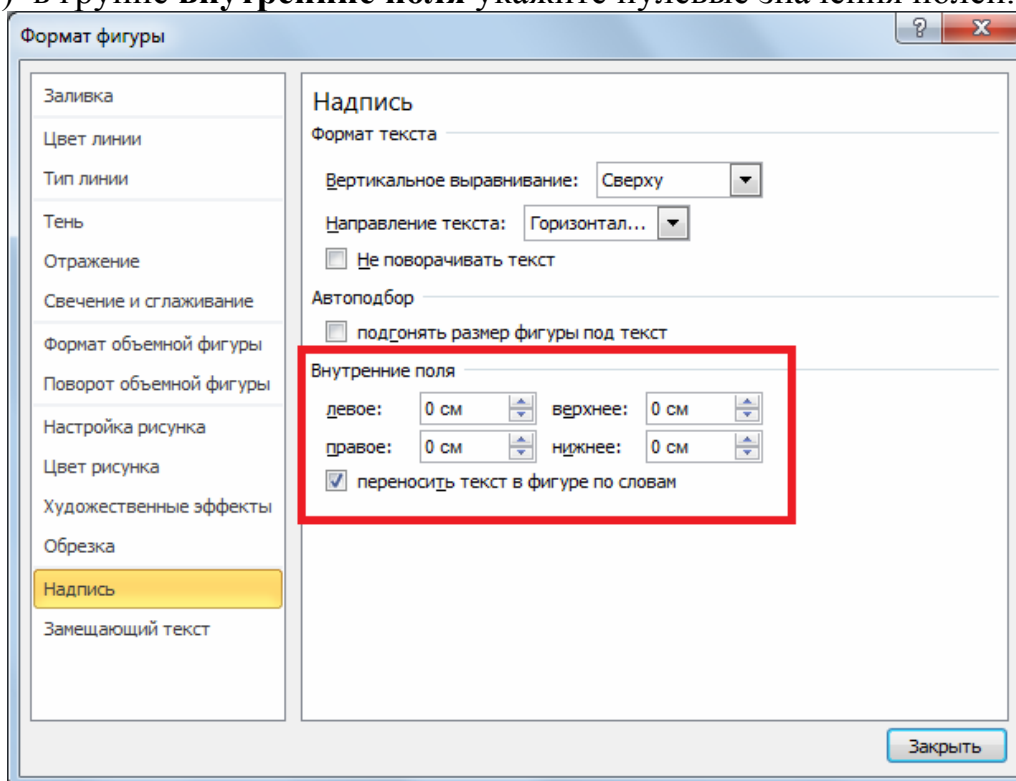 ) в группе внутренние поля укажите нулевые значения полей.
Формат фигуры
Заливка
Цвет линии
Тип линии
Тень
Отражение
Свечение и сглаживание
Формат объемной фигуры
Поворот объемной фигуры
Настройка рисунка
Цвет рисунка
Художественные эффекты
Обрезка
Надпись
Замещающий текст
Надпись
Формат текста
Вертикальное выравнивание: Сверху
Направление текста: Горизонтал...
Не поворачивать текст
Автоподбор
подгонять размер фигуры под текст
Внутренние поля
левое: 0 см верхнее: 0 см
правое: 0 см нижнее: 0 см
переносить текст в фигуре по словам
Закрыть